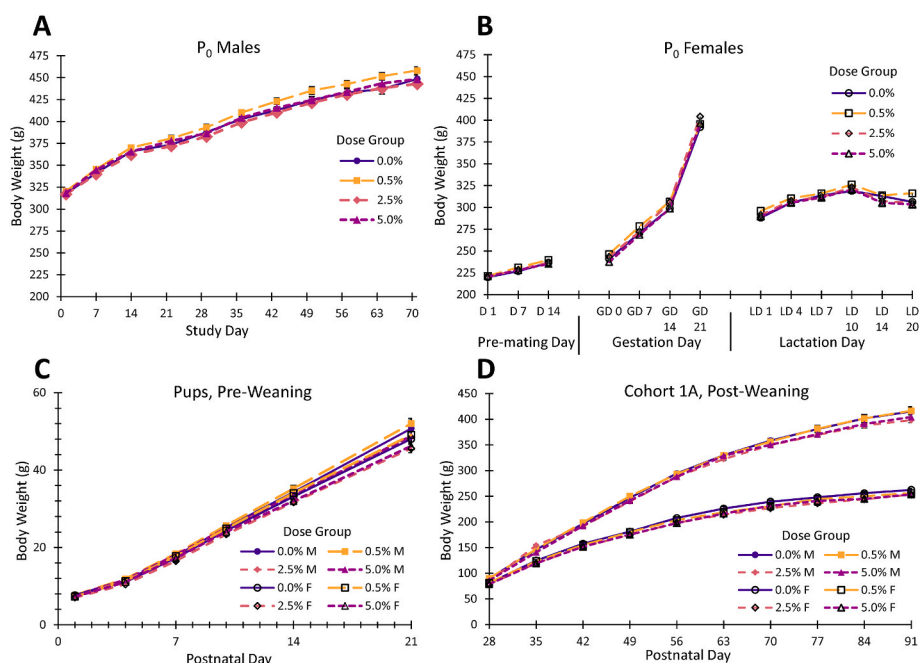 A
P0 Males
475
450
425
400
375
350
325
300
275
250
225
200
Body Weight (g)
0 7 14 21 28 35 42 49 56 63 70
Study Day
Dose Group
0.0%
0.5%
2.5%
5.0%
B
P0 Females
475
450
425
400
375
350
325
300
275
250
225
200
Body Weight (g)
D 1 D 7 D 14 GD 0 GD 7 GD 14 GD 21 LD 1 LD 4 LD 7 LD 10 LD 14 LD 20
Pre-mating Day Gestation Day Lactation Day
Dose Group
0.0%
0.5%
2.5%
5.0%
C
Pups, Pre-Weaning
60
40
20
0
Body Weight (g)
0 7 14 21
Postnatal Day
Dose Group
0.0% M 0.5% M
2.5% M 5.0% M
0.0% F 0.5% F
2.5% F 5.0% F
D
Cohort 1A, Post-Weaning
450
400
350
300
250
200
150
100
50
0
Body Weight (g)
28 35 42 49 56 63 70 77 84 91
Postnatal Day
Dose Group
0.0% M 0.5% M
2.5% M 5.0% M
0.0% F 0.5% F
2.5% F 5.0% F